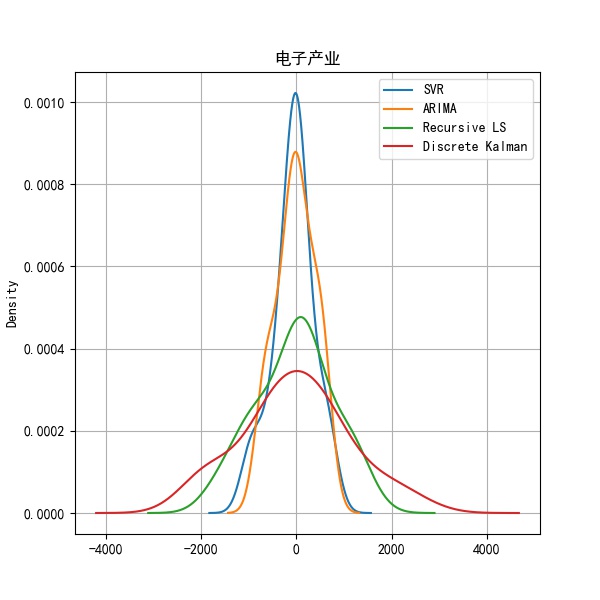 电子产业
SVR
ARIMA
Recursive LS
Discrete Kalman
Density
0.0010
0.0008
0.0006
0.0004
0.0002
0.0000
−4000 −2000 0 2000 4000